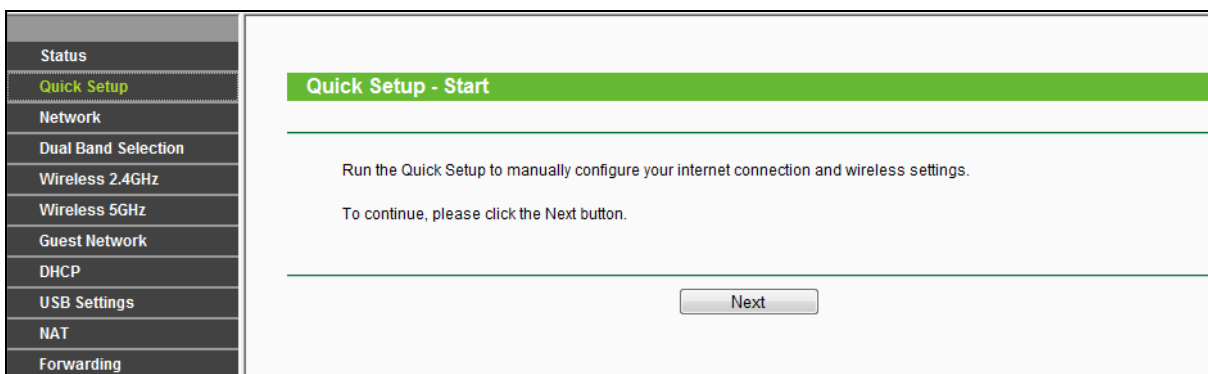 Status
Quick Setup
Network
Dual Band Selection
Wireless 2.4GHz
Wireless 5GHz
Guest Network
DHCP
USB Settings
NAT
Forwarding
Quick Setup - Start
Run the Quick Setup to manually configure your internet connection and wireless settings.
To continue, please click the Next button.
Next